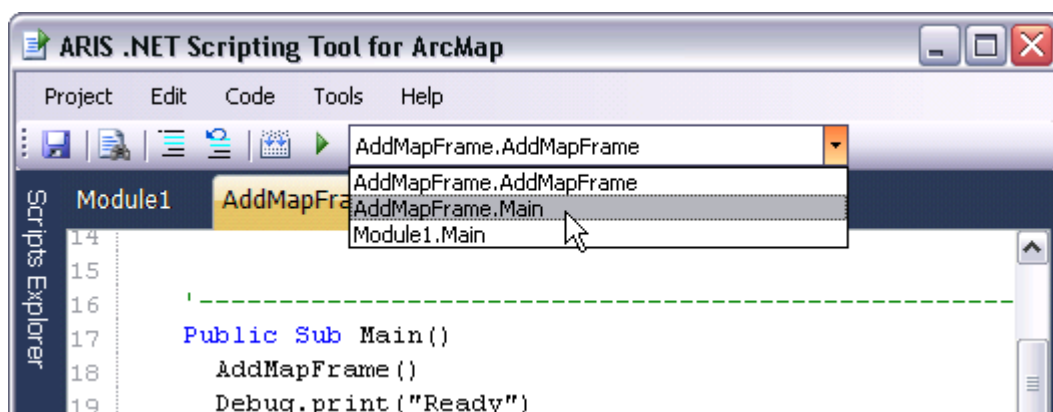 ARIS .NET Scripting Tool for ArcMap
Project Edit Code Tools Help
AddMapFrame.AddMapFrame
AddMapFrame.AddMapFrame
AddMapFrame.Main
Module1.Main
Module1 AddMapFra
Scripts Explorer
14
15
16 '---------------------------------------------------
17 Public Sub Main()
18 AddMapFrame()
19 Debug.print("Ready")